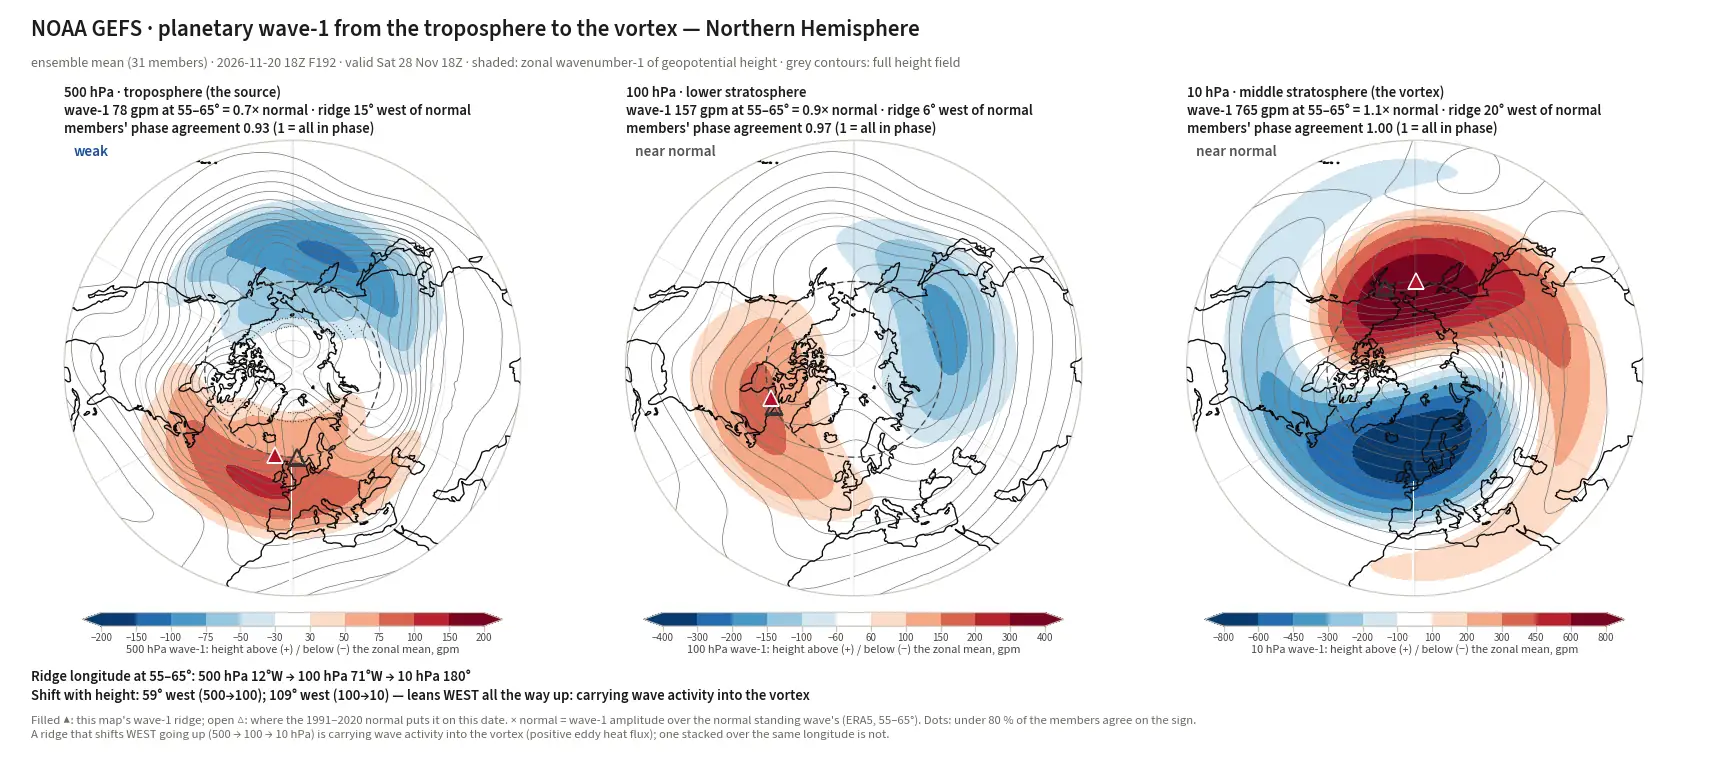 NOAA GEFS · planetary wave-1 from the troposphere to the vortex — Northern Hemisphere
ensemble mean (31 members) · 2026-11-20 18Z F192 · valid Sat 28 Nov 18Z · shaded: zonal wavenumber-1 of geopotential height · grey contours: full height field
500 hPa · troposphere (the source)
wave-1 78 gpm at 55–65° = 0.7× normal · ridge 15° west of normal
members' phase agreement 0.93 (1 = all in phase)
weak
100 hPa · lower stratosphere
wave-1 157 gpm at 55–65° = 0.9× normal · ridge 6° west of normal
members' phase agreement 0.97 (1 = all in phase)
near normal
10 hPa · middle stratosphere (the vortex)
wave-1 765 gpm at 55–65° = 1.1× normal · ridge 20° west of normal
members' phase agreement 1.00 (1 = all in phase)
near normal
−200 −150 −100 −75 −50 −30 30 50 75 100 150 200
500 hPa wave-1: height above (+) / below (−) the zonal mean, gpm
−400 −300 −200 −150 −100 −60 60 100 150 200 300 400
100 hPa wave-1: height above (+) / below (−) the zonal mean, gpm
−800 −600 −450 −300 −200 −100 100 200 300 450 600 800
10 hPa wave-1: height above (+) / below (−) the zonal mean, gpm
Ridge longitude at 55–65°: 500 hPa 12°W → 100 hPa 71°W → 10 hPa 180°
Shift with height: 59° west (500→100); 109° west (100→10) — leans WEST all the way up: carrying wave activity into the vortex
Filled ▲: this map's wave-1 ridge; open △: where the 1991–2020 normal puts it on this date. × normal = wave-1 amplitude over the normal standing wave's (ERA5, 55–65°). Dots: under 80 % of the members agree on the sign.
A ridge that shifts WEST going up (500 → 100 → 10 hPa) is carrying wave activity into the vortex (positive eddy heat flux); one stacked over the same longitude is not.